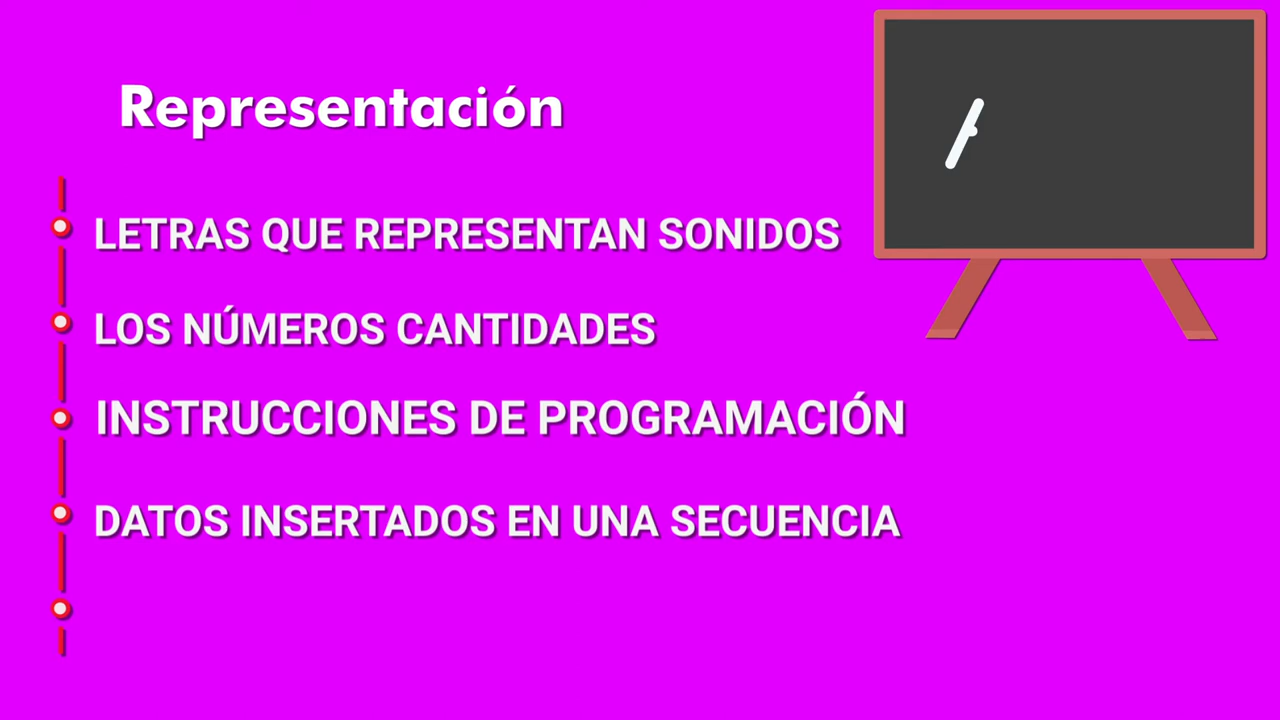 Representación
LETRAS QUE REPRESENTAN SONIDOS
LOS NÚMEROS CANTIDADES
INSTRUCCIONES DE PROGRAMACIÓN
DATOS INSERTADOS EN UNA SECUENCIA